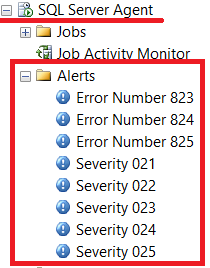 SQL Server Agent
Jobs
Job Activity Monitor
Alerts
Error Number 823
Error Number 824
Error Number 825
Severity 021
Severity 022
Severity 023
Severity 024
Severity 025